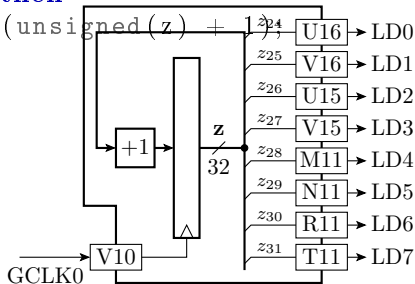 then
(unsigned(z) + 1);
z24 U16 LD0
z25 V16 LD1
z26 U15 LD2
z27 V15 LD3
+1 z 32
z28 M11 LD4
z29 N11 LD5
z30 R11 LD6
z31 T11 LD7
V10
GCLK0